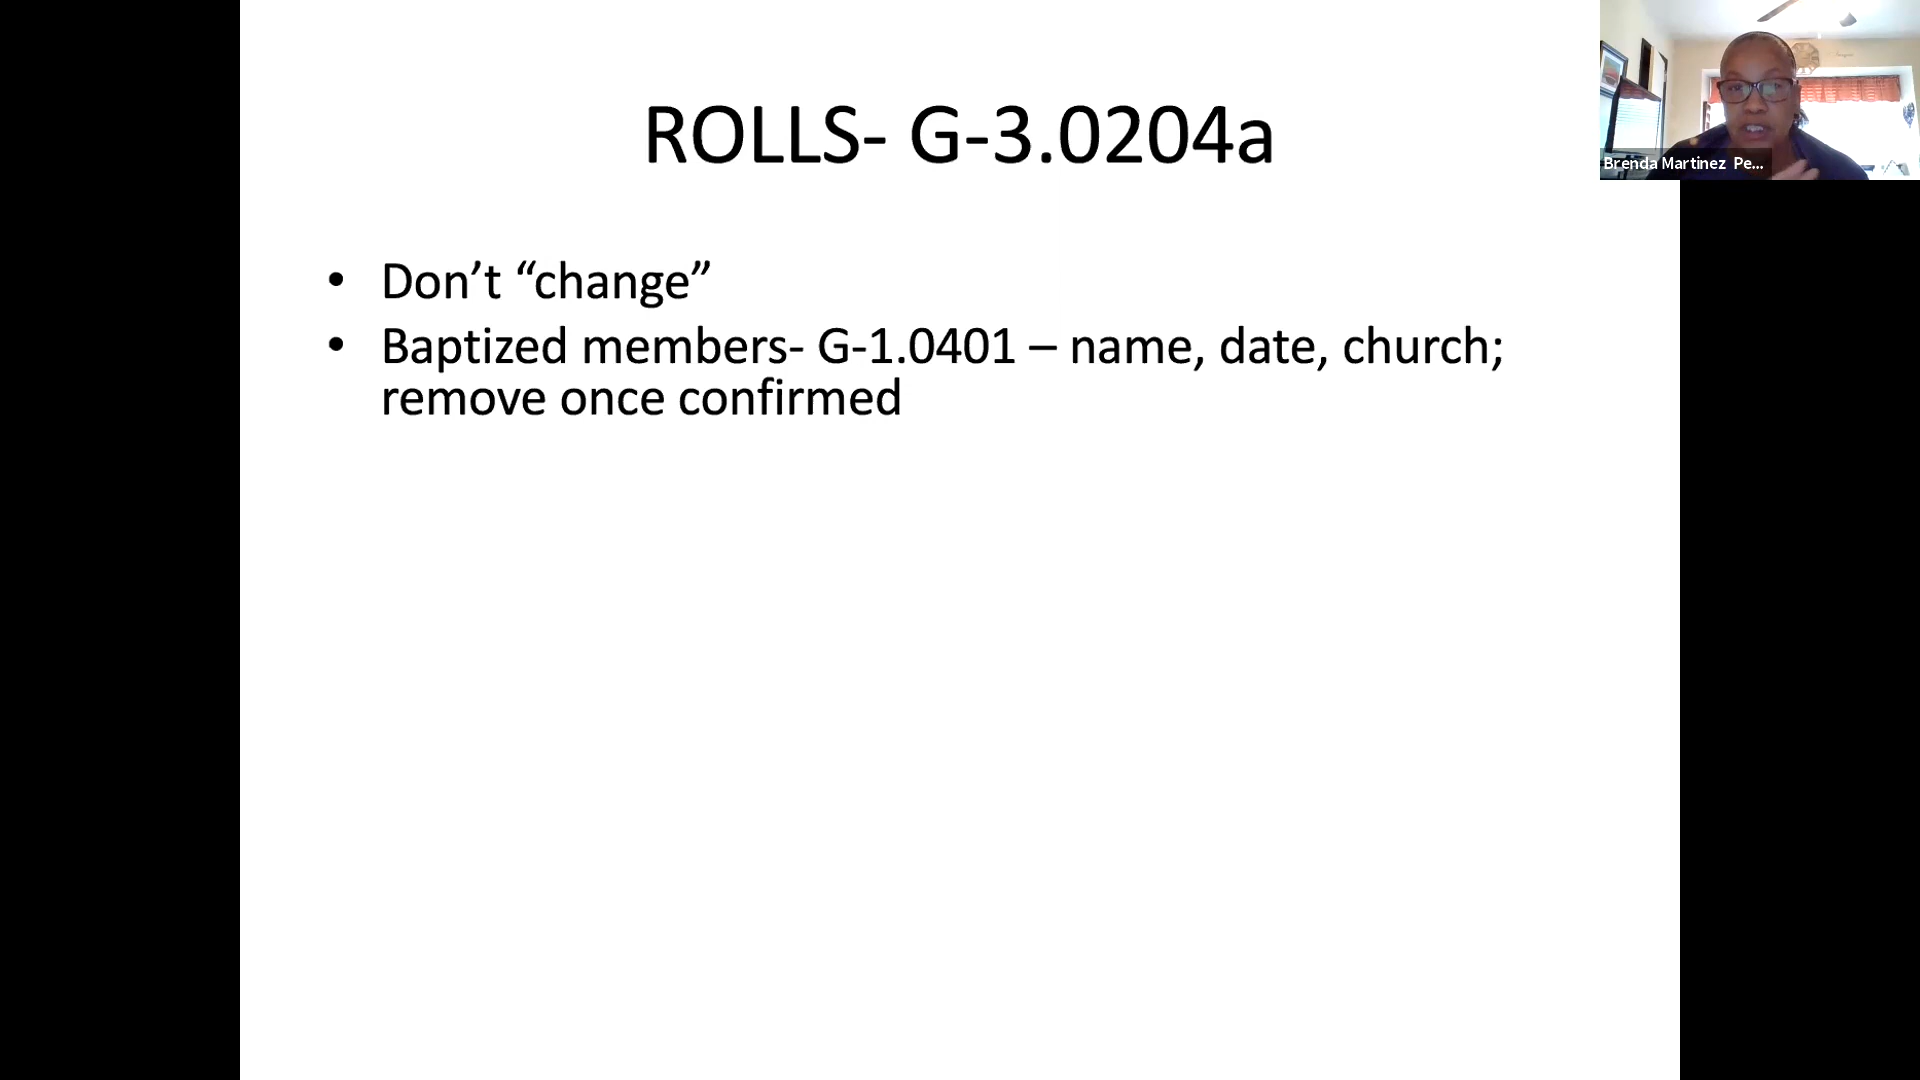 ROLLS- G-3.0204a
• Don’t “change”
• Baptized members- G-1.0401 – name, date, church;
remove once confirmed
Brenda Martinez Pe...